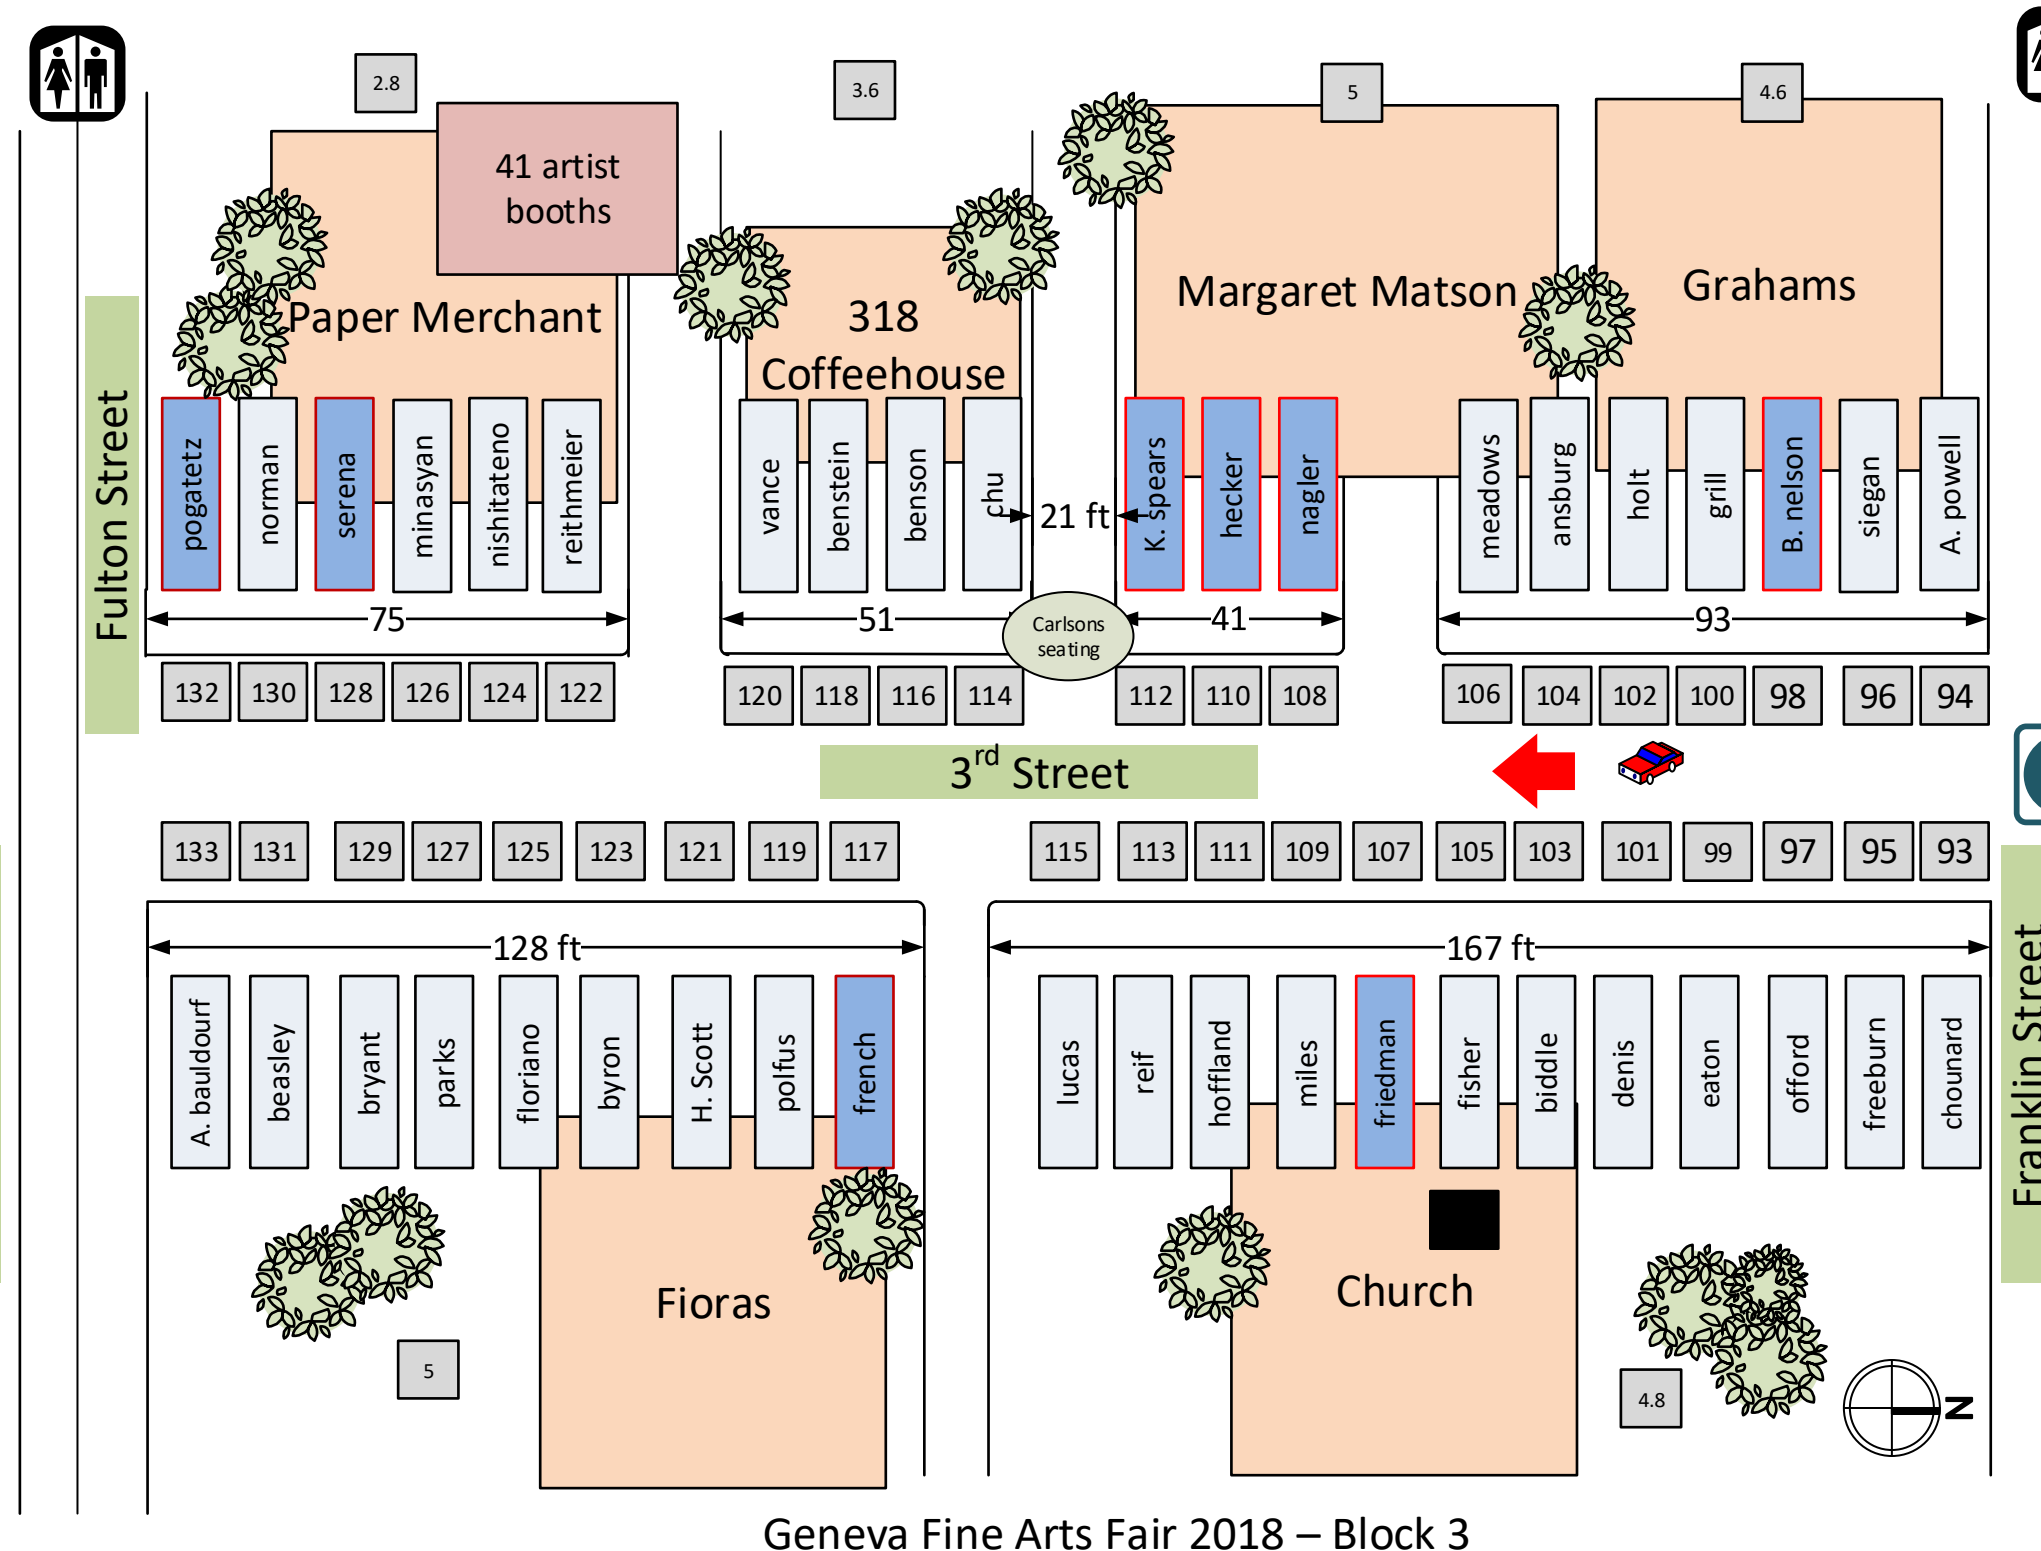 2.8
3.6
5
4.6
41 artist
booths
Paper Merchant
318
Coffeehouse
Margaret Matson
Grahams
Fulton Street
pogatetz
norman
serena
minasyan
nishitateno
reithmeier
vance
benstein
benson
chu
21 ft
K. spears
hecker
nagler
meadows
ansburg
holt
grill
B. nelson
siegan
A. powell
75
51
Carlsons
seating
41
93
132 130 128 126 124 122 120 118 116 114 112 110 108 106 104 102 100 98 96 94
3rd Street
133 131 129 127 125 123 121 119 117 115 113 111 109 107 105 103 101 99 97 95 93
128 ft
167 ft
Franklin Street
A. bauldourf
beasley
bryant
parks
floriano
byron
H. Scott
polfus
french
lucas
reif
hoffland
miles
friedman
fisher
biddle
denis
eaton
offord
freeburn
chounard
Fioras
Church
5
4.8
N
Geneva Fine Arts Fair 2018 – Block 3